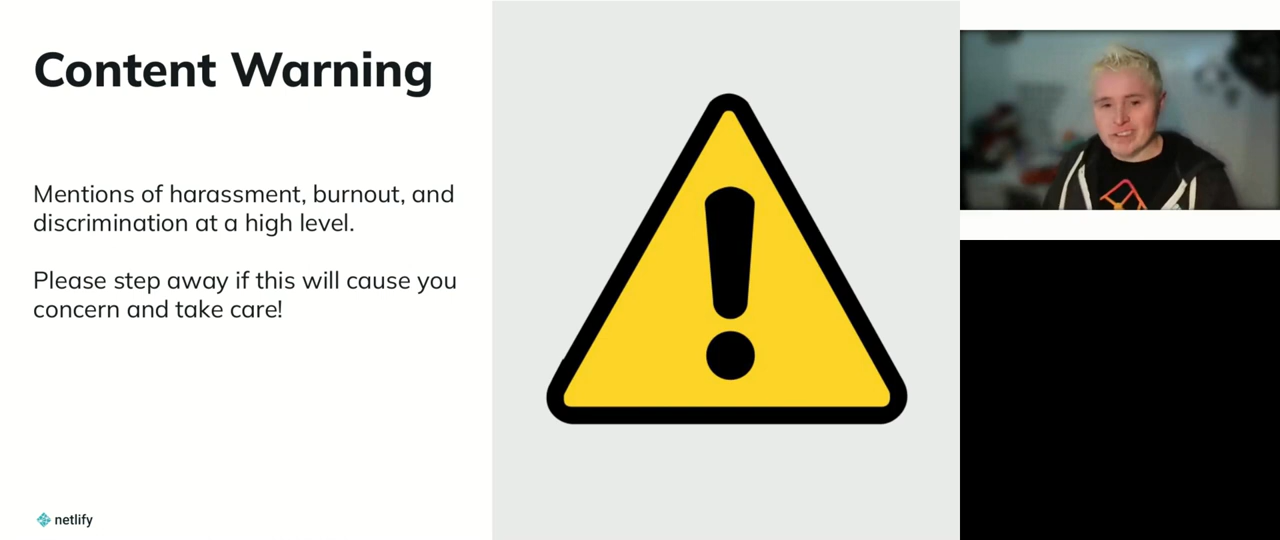 Content Warning
Mentions of harassment, burnout, and
discrimination at a high level.
Please step away if this will cause you
concern and take care!
netlify